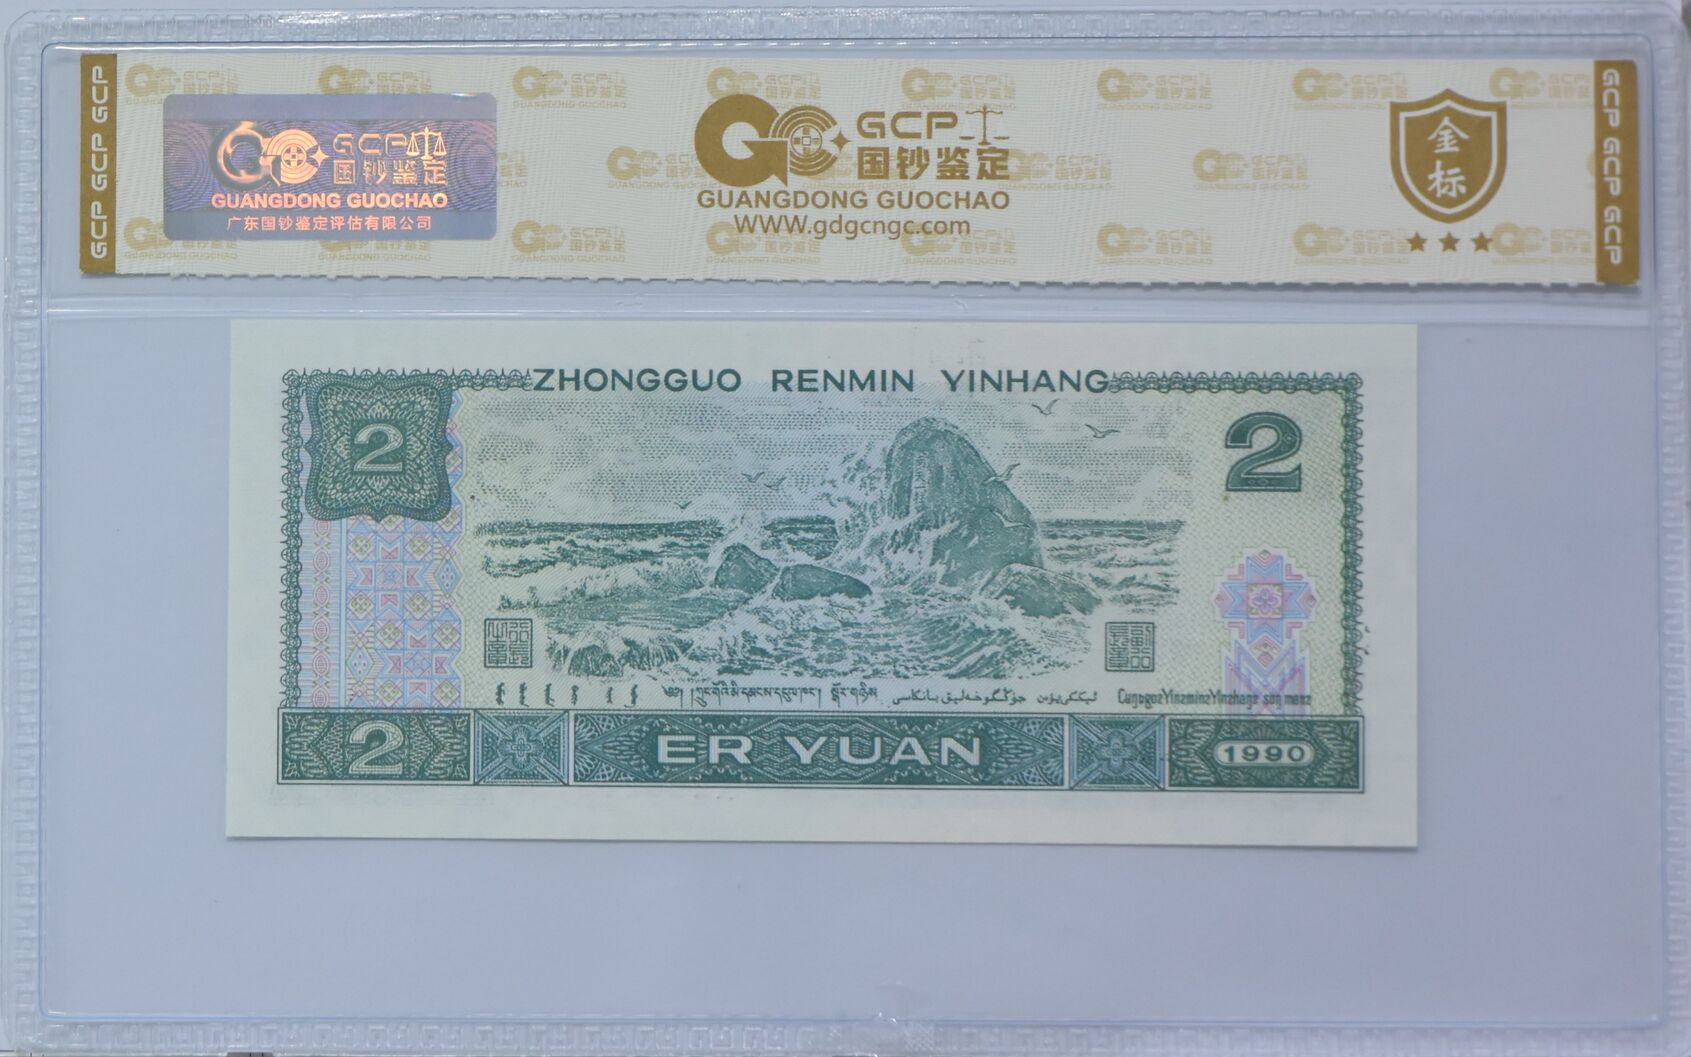 GCP GCP GCP
GCP
国钞鉴定
GUANGDONG GUOCHAO
广东国钞鉴定评估有限公司
GCP
国钞鉴定
GUANGDONG GUOCHAO
WWW.gdgcngc.com
金标
GCP GCP GCP
ZHONGGUO RENMIN YINHANG
2
2
2
ER YUAN
1990